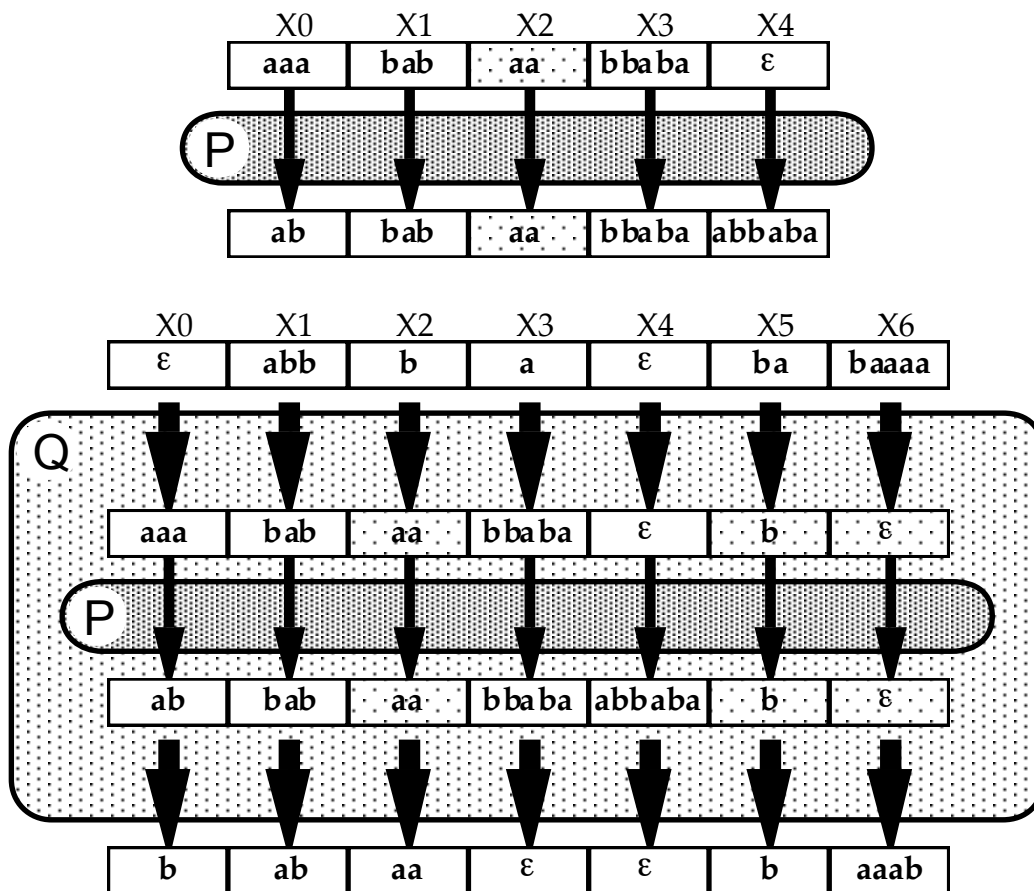 X0 X1 X2 X3 X4
aaa bab aa bbaba ε
P
ab bab aa bbaba abbaba
X0 X1 X2 X3 X4 X5 X6
ε abb b a ε ba baaaa
Q
aaa bab aa bbaba ε b ε
P
ab bab aa bbaba abbaba b ε
b ab aa ε ε b aaab